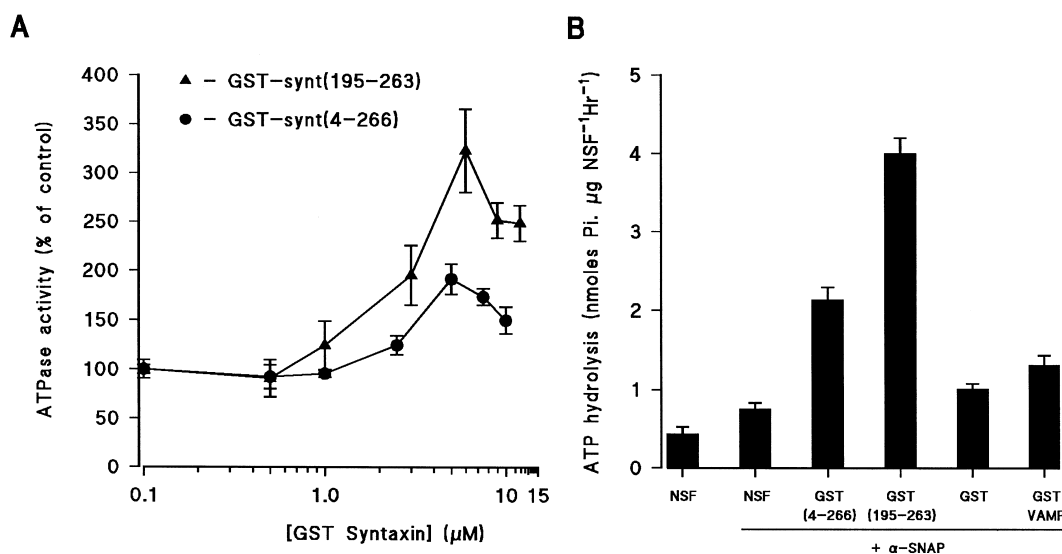 A
ATPase activity (% of control)
400
350
300
250
200
150
100
50
0
▲ – GST-synt(195-263)
● – GST-synt(4-266)
0.1
1.0
10
15
[GST Syntaxin] (µM)
B
ATP hydrolysis (nmoles Pi. µg NSF⁻¹Hr⁻¹)
5
4
3
2
1
0
NSF
NSF
GST
(4-266)
GST
(195-263)
GST
GST
VAMP
+ α-SNAP